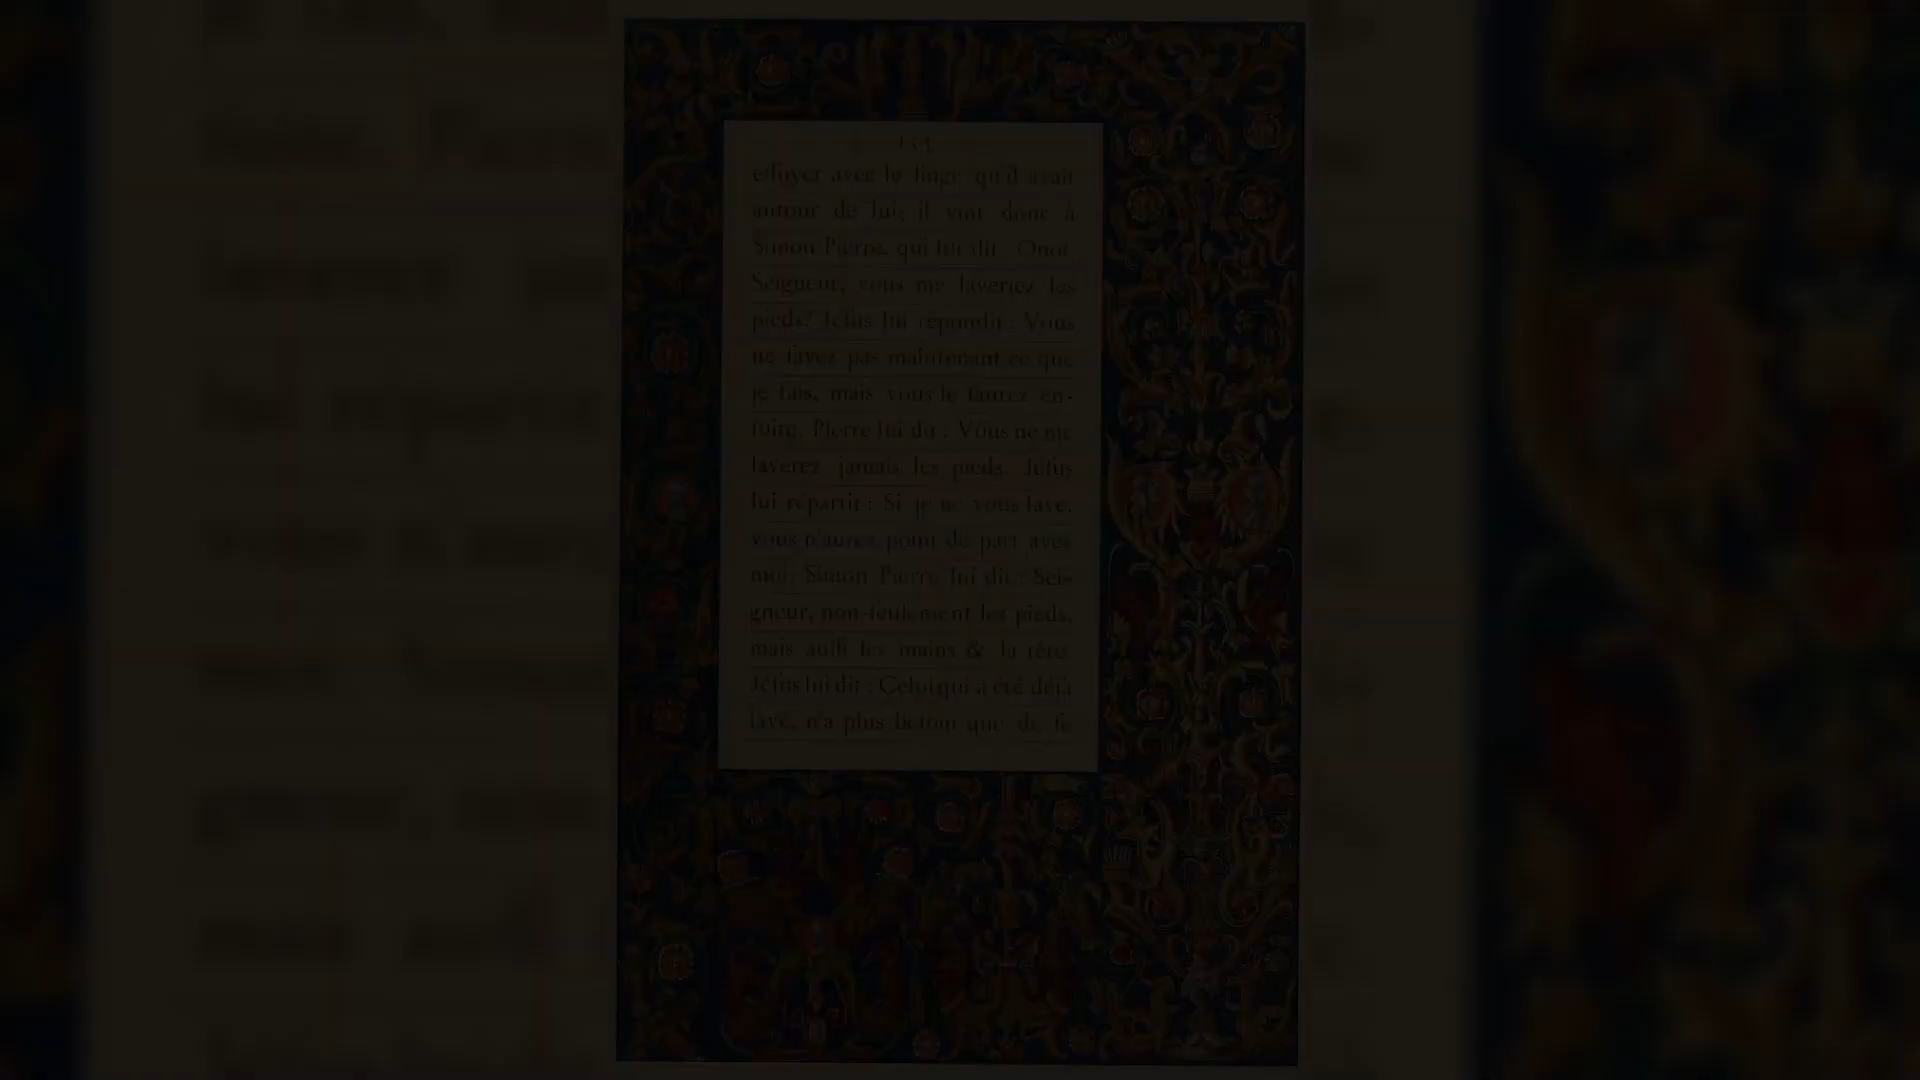 essuyer avec le linge qu'il avait
autour de lui; il vint donc à
Simon Pierre, qui lui dit : Quoi,
Seigneur, vous me laveriez les
pieds? Jésus lui répondit : Vous
ne savez pas maintenant ce que
je fais, mais vous le saurez en-
suite. Pierre lui dit : Vous ne me
laverez jamais les pieds. Jésus
lui répartit : Si je ne vous lave,
vous n'aurez point de part avec
moi. Simon Pierre lui dit : Sei-
gneur, non-seulement les pieds,
mais aussi les mains & la tête.
Jésus lui dit : Celui qui a été déjà
lavé, n'a plus besoin que de se